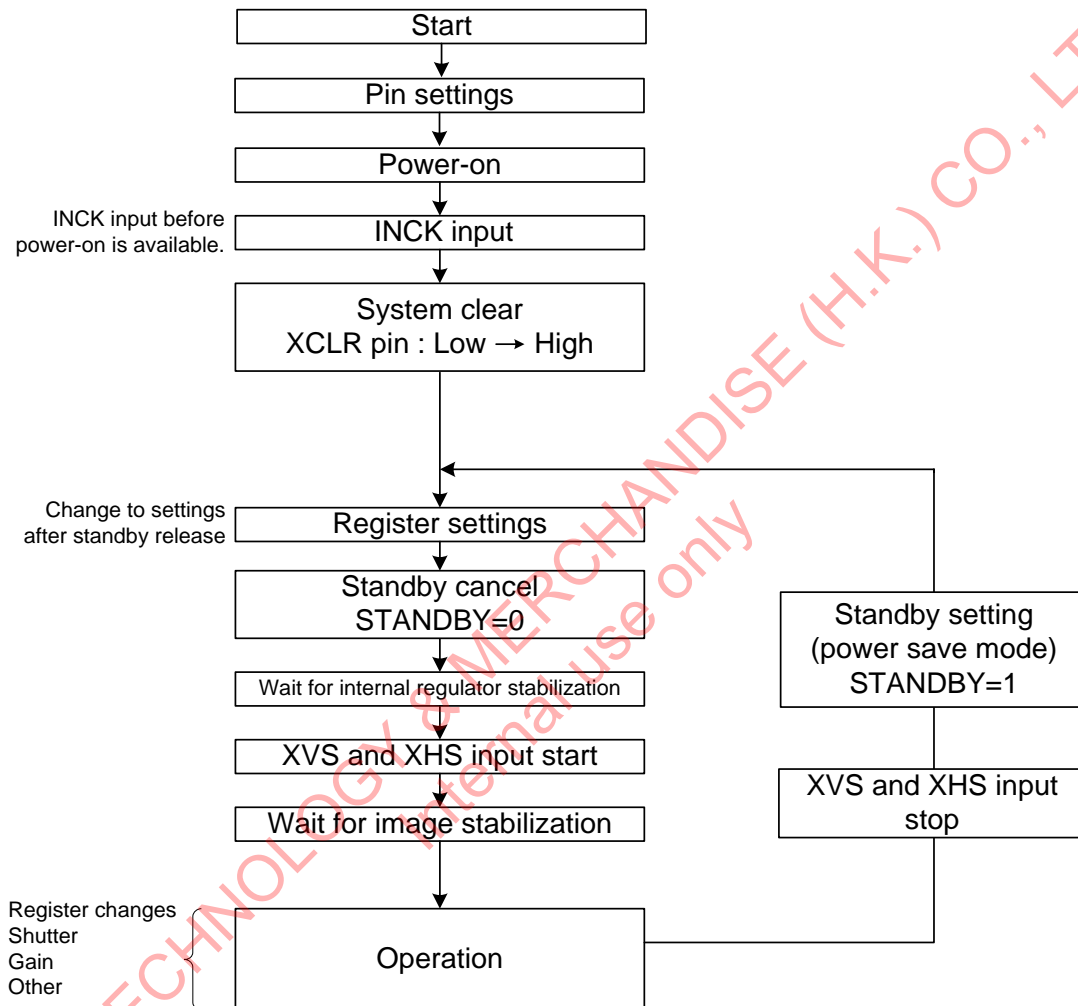 Start
Pin settings
Power-on
INCK input before
power-on is available.
INCK input
System clear
XCLR pin : Low → High
Change to settings
after standby release
Register settings
Standby cancel
STANDBY=0
Wait for internal regulator stabilization
XVS and XHS input start
Wait for image stabilization
Register changes
Shutter
Gain
Other
Operation
Standby setting
(power save mode)
STANDBY=1
XVS and XHS input
stop
TECHNOLOGY & MERCHANDISE (H.K.) CO., LT
Internal use only